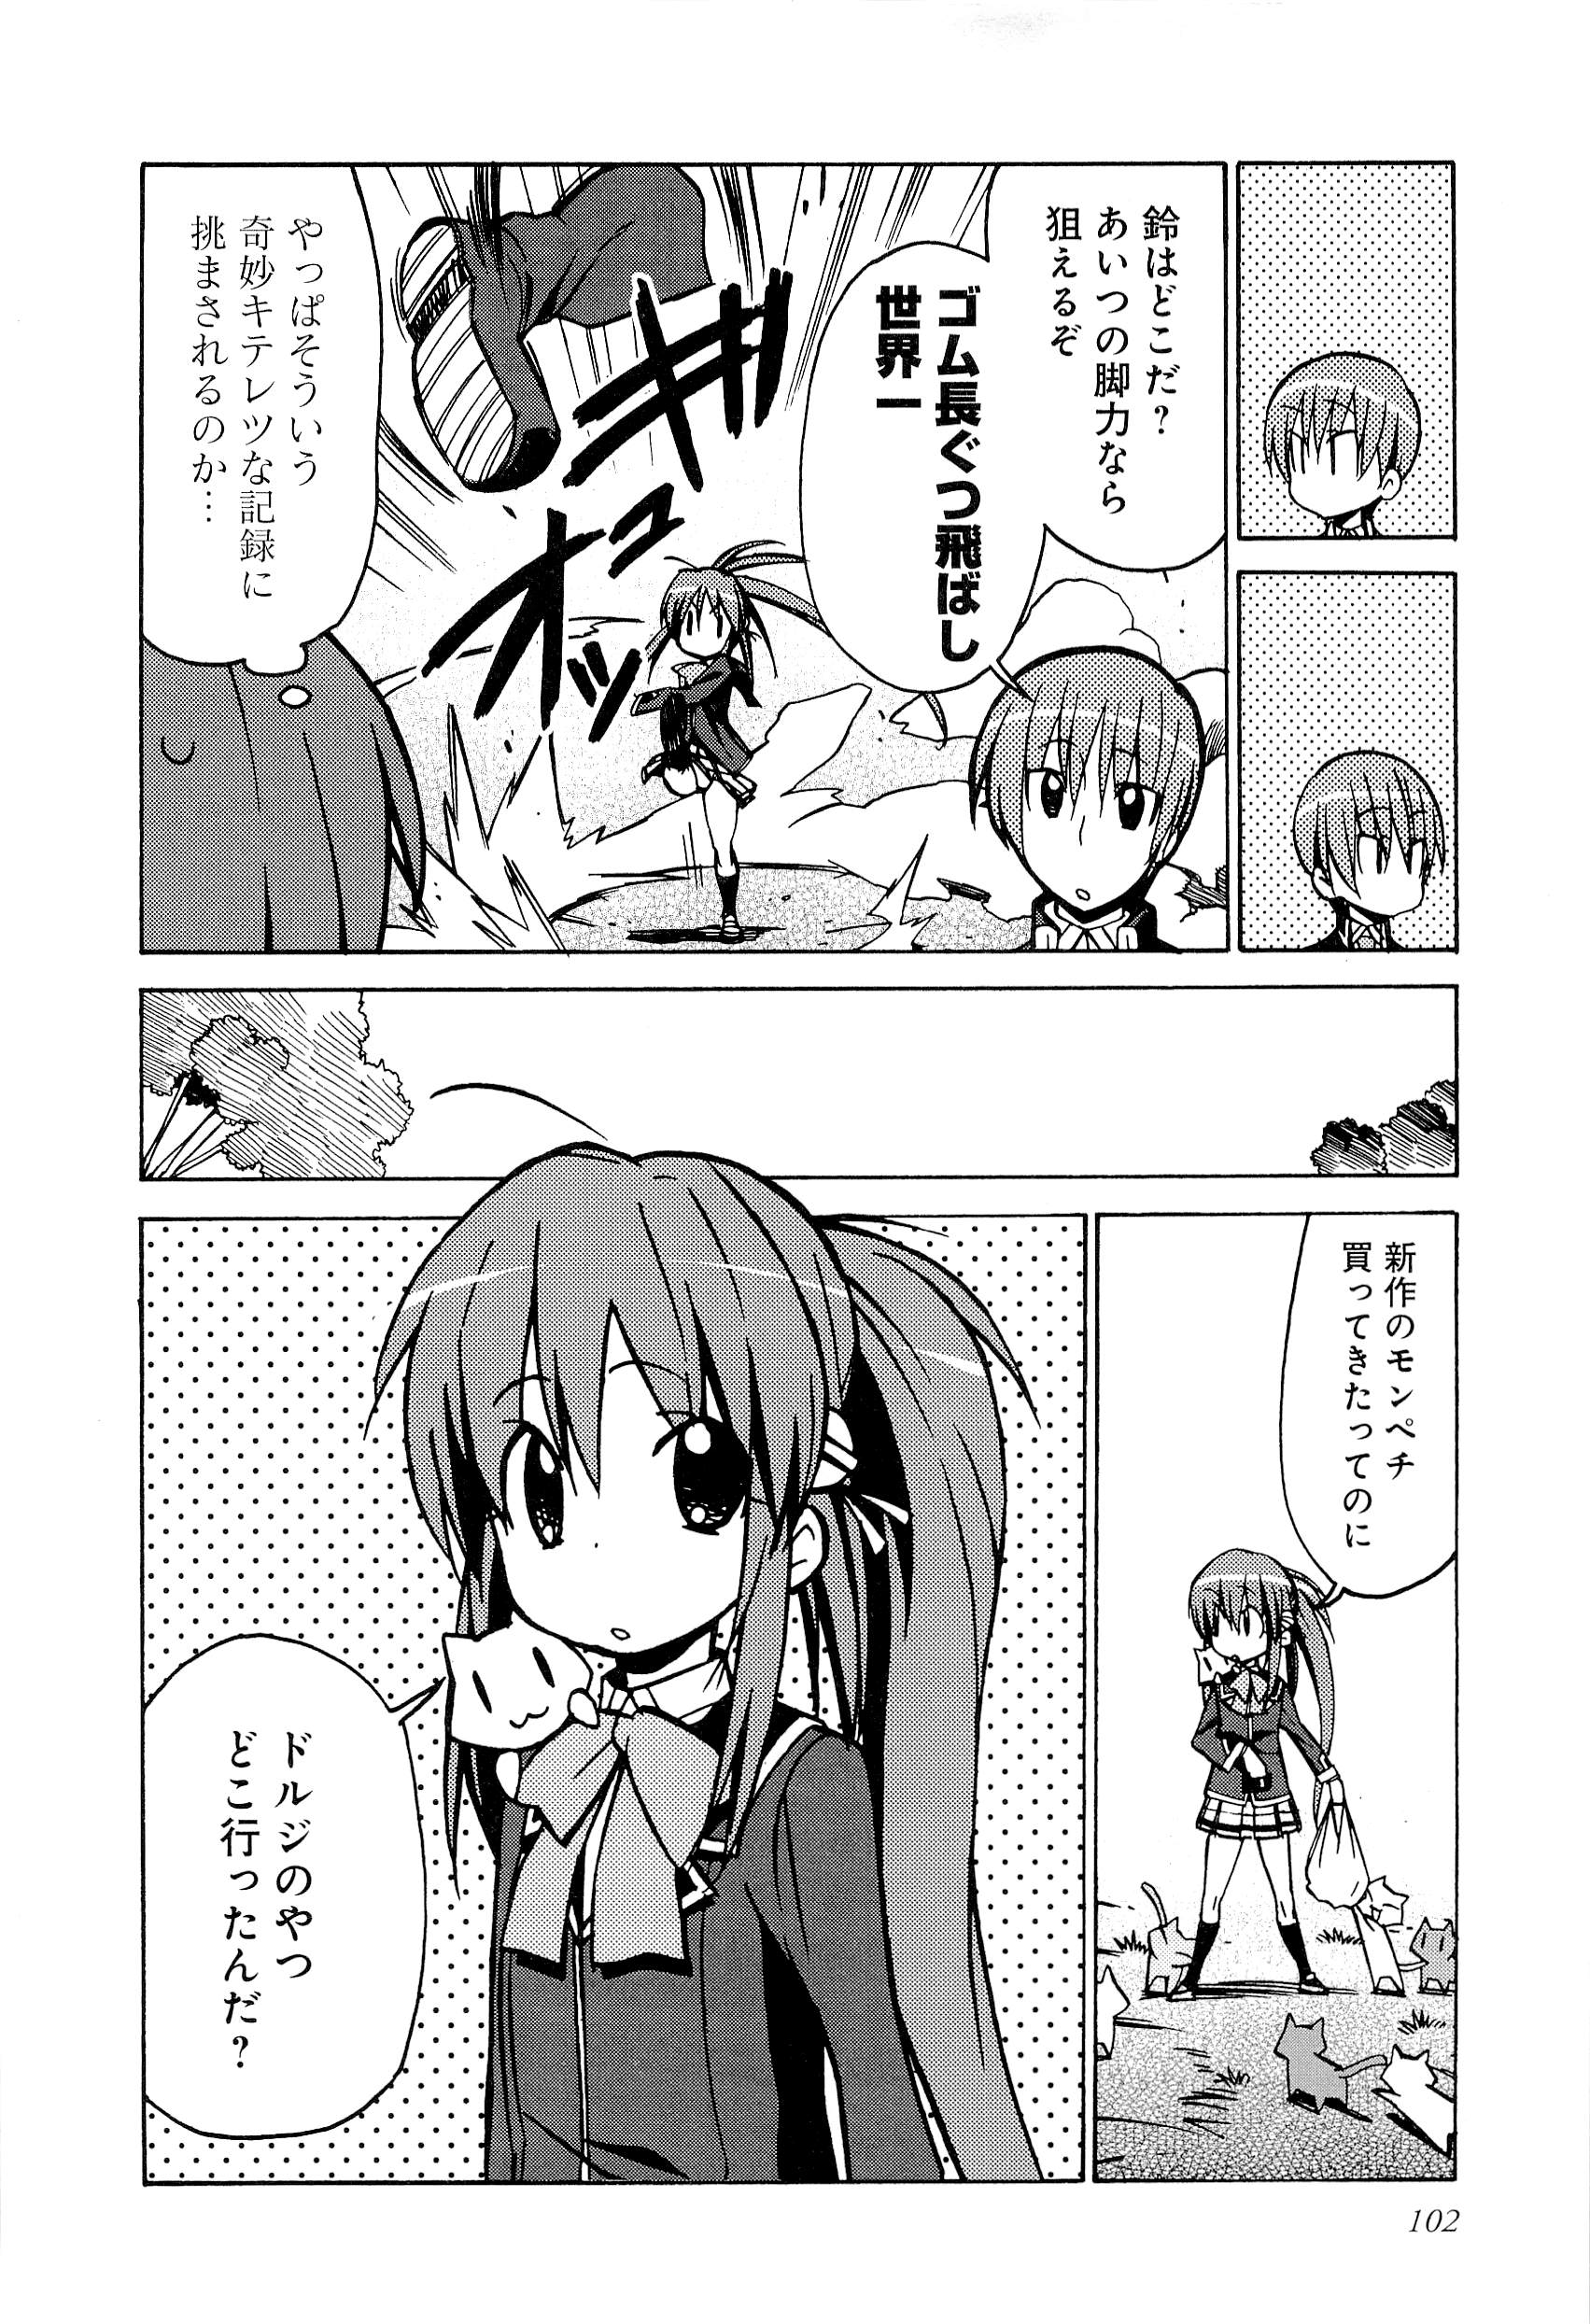 鈴はどこだ？
あいつの脚力なら
狙えるぞ
ゴム長ぐつ飛ばし
世界一
ドギュオッ
やっぱそういう
奇妙キテレツな記録に
挑まされるのか…
新作のモンペチ
買ってきたってのに
ドルジのやつ
どこ行ったんだ？
102